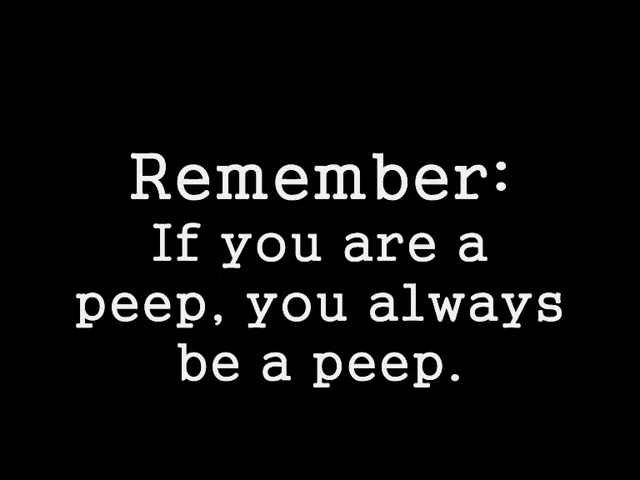 Remember:
If you are a
peep, you always
be a peep.